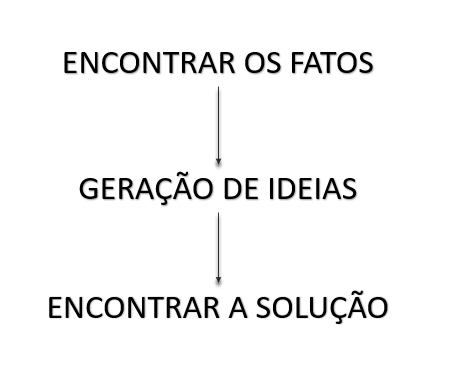 ENCONTRAR OS FATOS
GERAÇÃO DE IDEIAS
ENCONTRAR A SOLUÇÃO